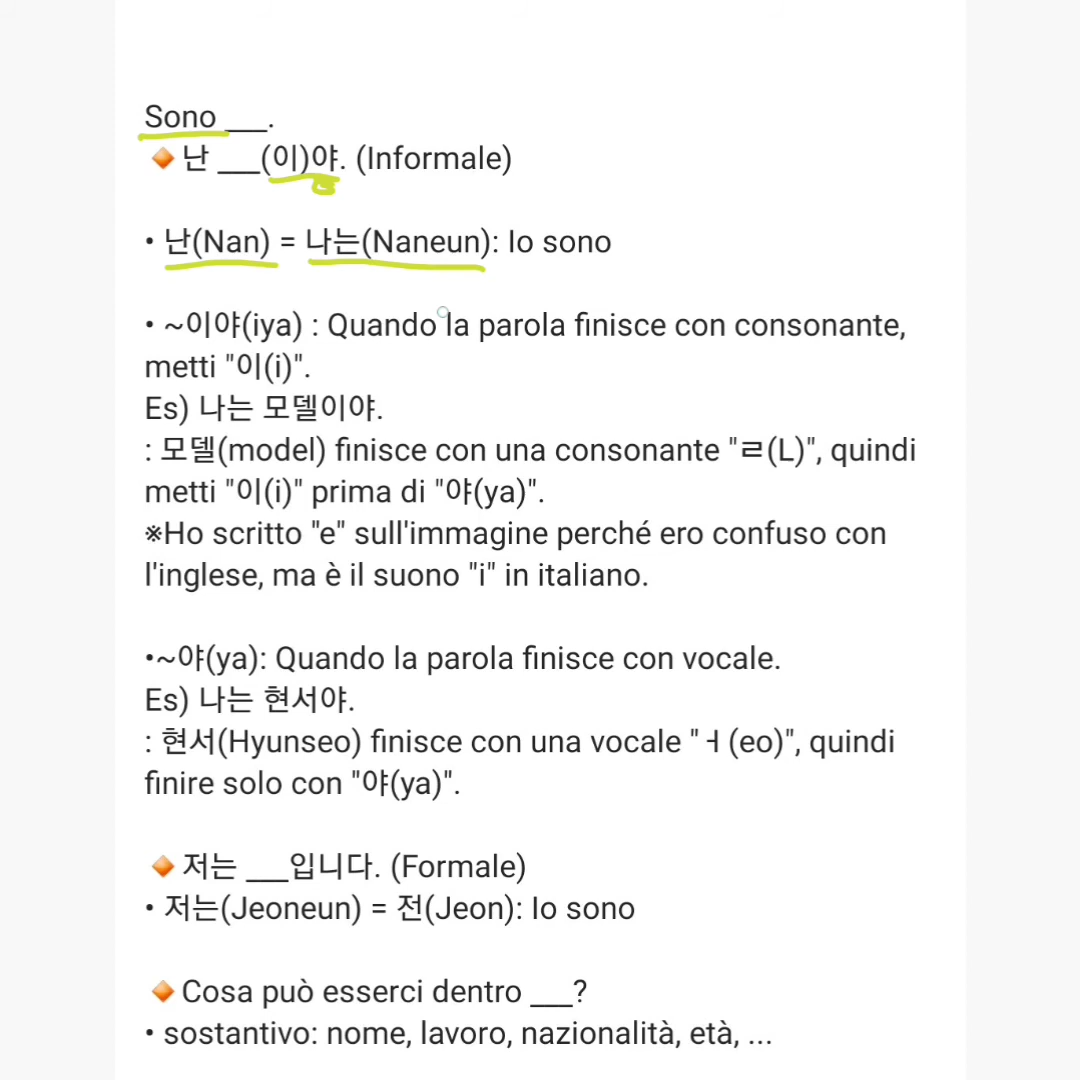 Sono ___.
🔸난 ___(이)야. (Informale)
• 난(Nan) = 나는(Naneun): Io sono
• ~이야(iya) : Quando la parola finisce con consonante,
metti "이(i)".
Es) 나는 모델이야.
: 모델(model) finisce con una consonante "ㄹ(L)", quindi
metti "이(i)" prima di "야(ya)".
※Ho scritto "e" sull'immagine perché ero confuso con
l'inglese, ma è il suono "i" in italiano.
•~야(ya): Quando la parola finisce con vocale.
Es) 나는 현서야.
: 현서(Hyunseo) finisce con una vocale "ㅓ(eo)", quindi
finire solo con "야(ya)".
🔸저는 ___입니다. (Formale)
• 저는(Jeoneun) = 전(Jeon): Io sono
🔸Cosa può esserci dentro ___?
• sostantivo: nome, lavoro, nazionalità, età, ...